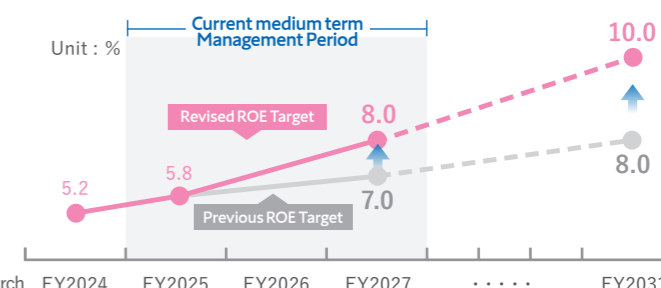 Current medium term
Management Period
Unit : %
10.0
Revised ROE Target
8.0
5.8
5.2
8.0
7.0
Previous ROE Target
FY2024 FY2025 FY2026 FY2027 ·····